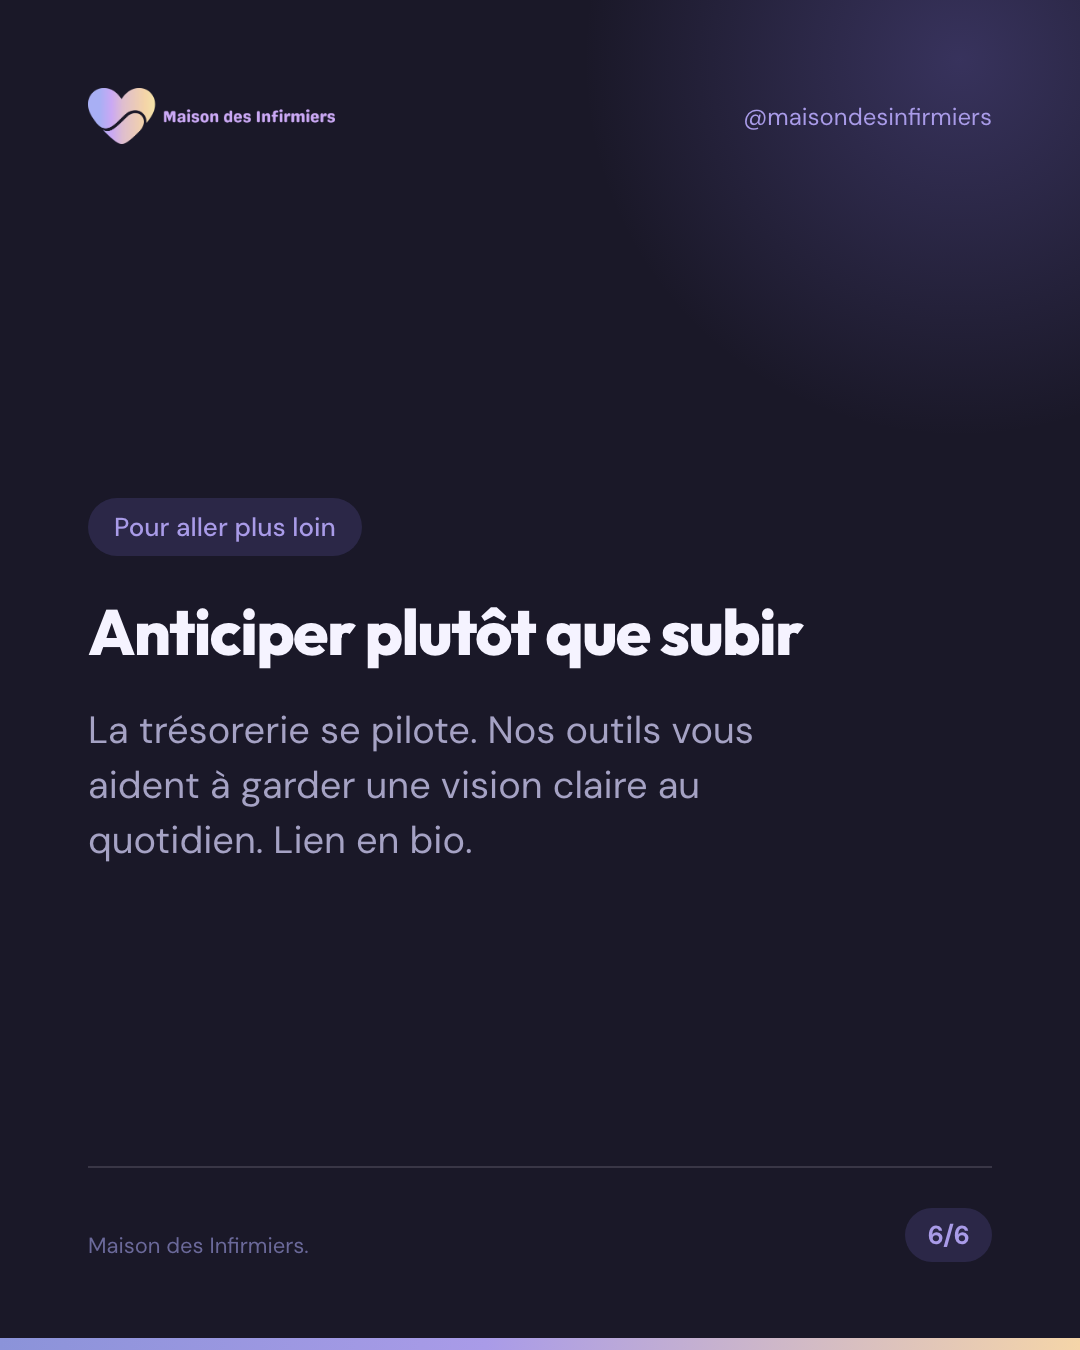 Maison des Infirmiers
@maisondesinfirmiers
Pour aller plus loin
Anticiper plutôt que subir
La trésorerie se pilote. Nos outils vous
aident à garder une vision claire au
quotidien. Lien en bio.
Maison des Infirmiers.
6/6